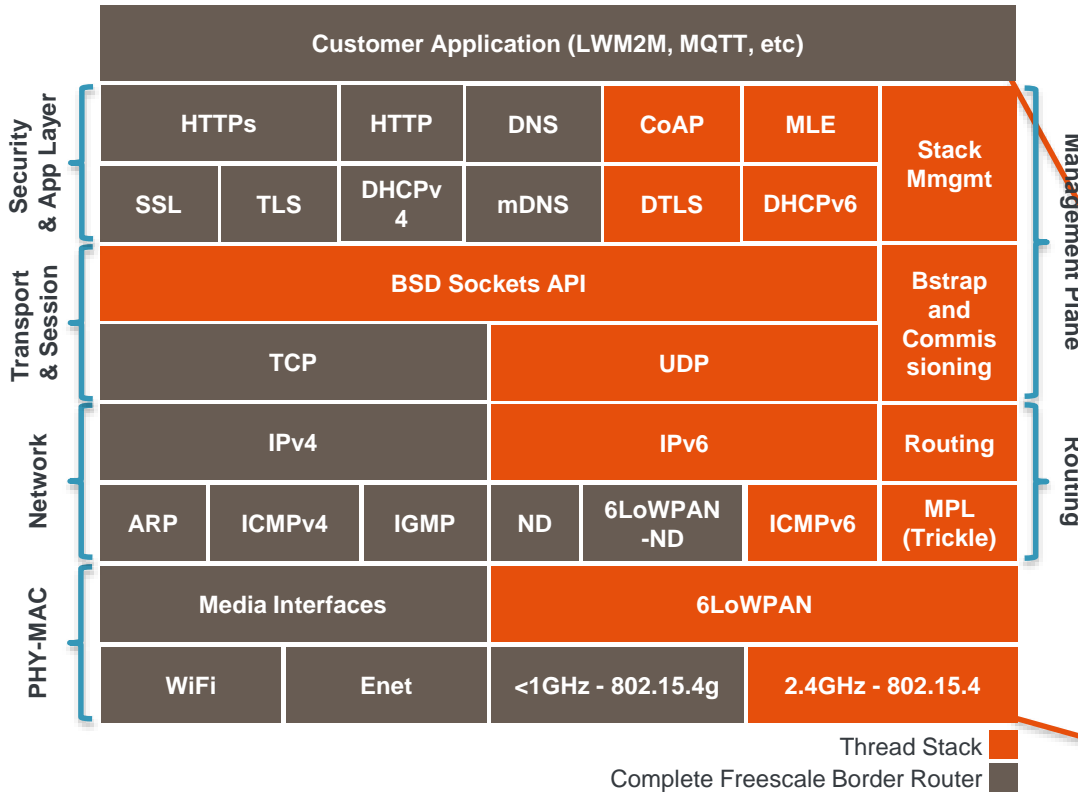 Customer Application (LWM2M, MQTT, etc)
Security
& App Layer
HTTPs
HTTP
DNS
CoAP
MLE
Stack
Mmgmt
SSL
TLS
DHCPv
4
mDNS
DTLS
DHCPv6
Management Plane
Transport
& Session
BSD Sockets API
Bstrap
and
Commis
sioning
TCP
UDP
Network
IPv4
IPv6
Routing
Routing
ARP
ICMPv4
IGMP
ND
6LoWPAN
-ND
ICMPv6
MPL
(Trickle)
PHY-MAC
Media Interfaces
6LoWPAN
WiFi
Enet
<1GHz - 802.15.4g
2.4GHz - 802.15.4
Thread Stack
Complete Freescale Border Router